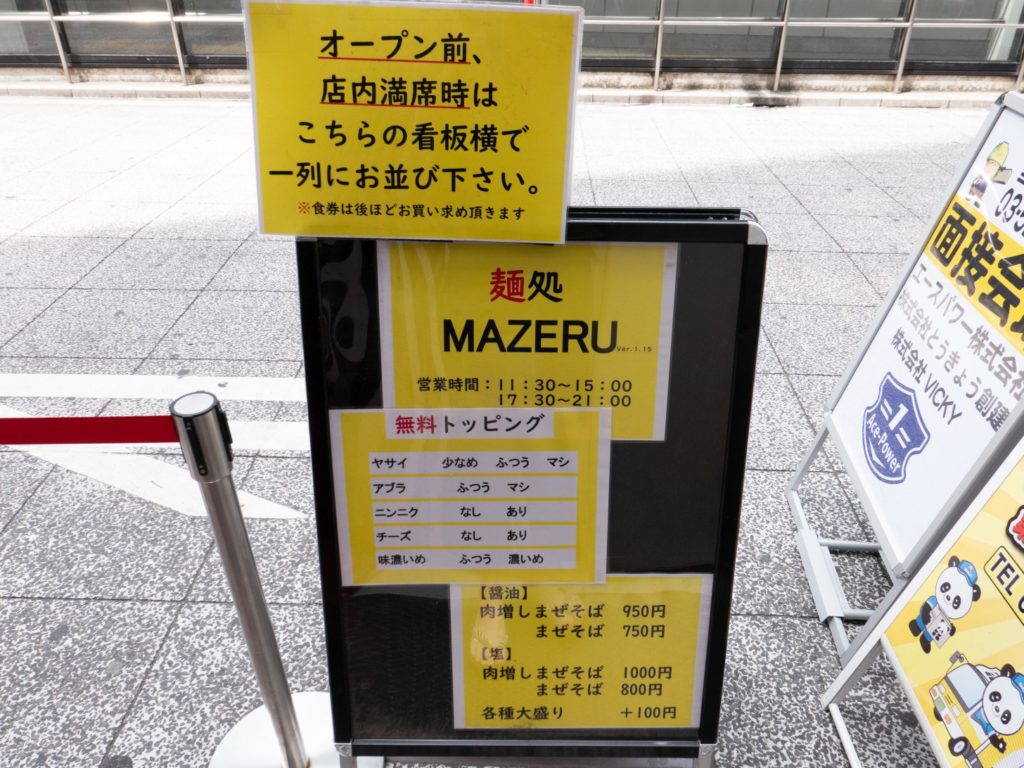 オープン前、
店内満席時は
こちらの看板横で
一列にお並び下さい。
※食券は後ほどお買い求め頂きます
麺処
MAZERU Ver.1.15
営業時間：11：30～15：00
17：30～21：00
無料トッピング
ヤサイ 少なめ ふつう マシ
アブラ ふつう マシ
ニンニク なし あり
チーズ なし あり
味濃いめ ふつう 濃いめ
【醤油】
肉増しまぜそば 950円
まぜそば 750円
【塩】
肉増しまぜそば 1000円
まぜそば 800円
各種大盛り ＋100円
03-
面接会
エースパワー株式会社
株式会社とうきょう創建
株式会社VICKY
=1=
Ace-Power
TEL